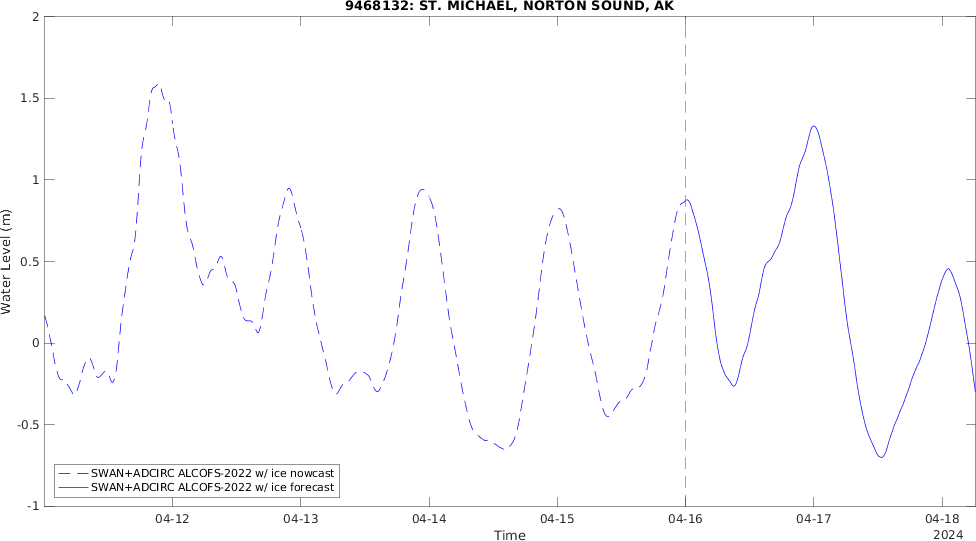 9468132: ST. MICHAEL, NORTON SOUND, AK
2
1.5
1
0.5
0
-0.5
-1
Water Level (m)
SWAN+ADCIRC ALCOFS-2022 w/ ice nowcast
SWAN+ADCIRC ALCOFS-2022 w/ ice forecast
04-12 04-13 04-14 04-15 04-16 04-17 04-18
Time
2024